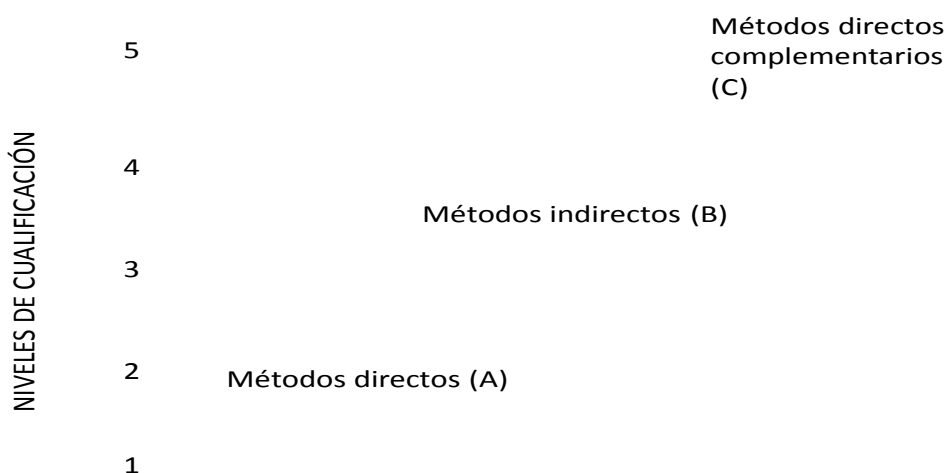 Métodos directos
complementarios
(C)
5
NIVELES DE CUALIFICACIÓN
4
Métodos indirectos (B)
3
2
Métodos directos (A)
1